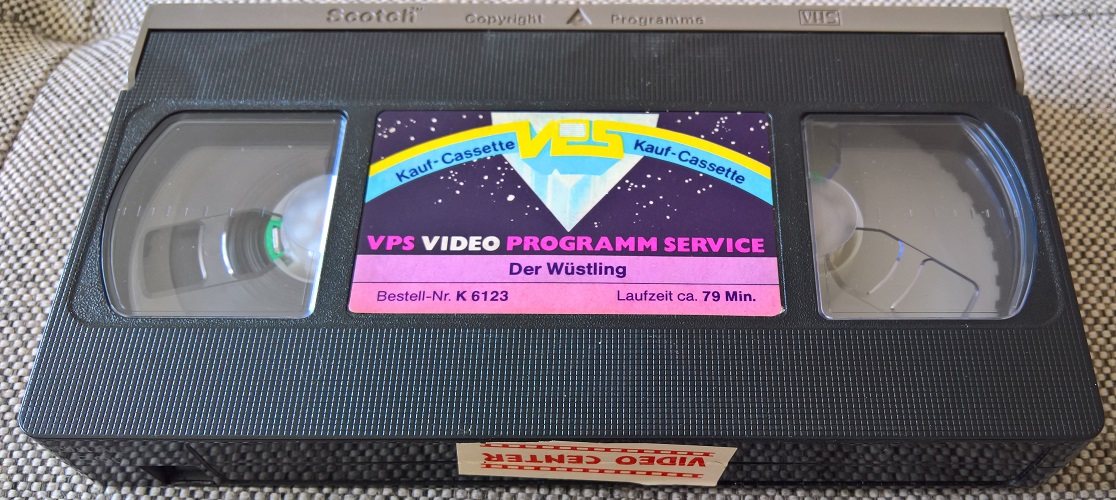 Scotch™ Copyright Programme VHS
VPS
Kauf-Cassette Kauf-Cassette
VPS VIDEO PROGRAMM SERVICE
Der Wüstling
Bestell-Nr. K 6123 Laufzeit ca. 79 Min.
VIDEO CENTER